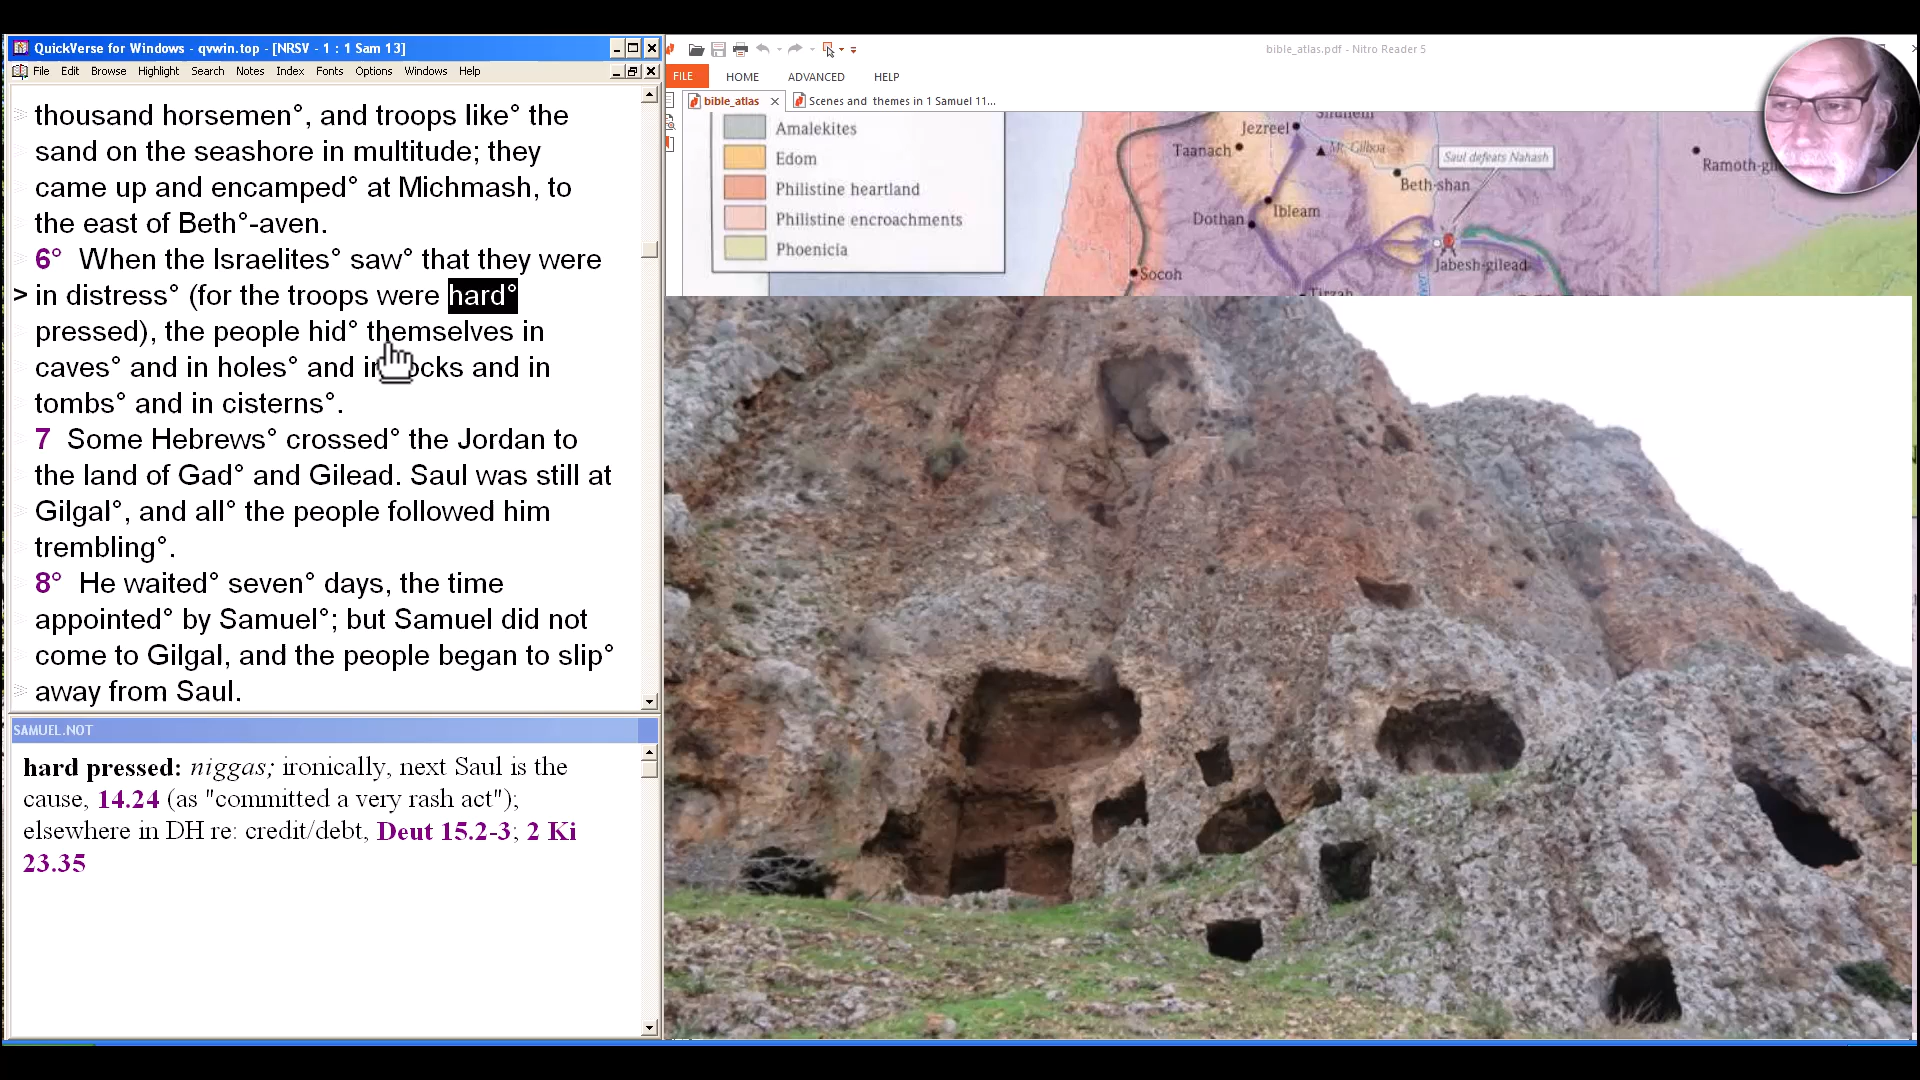 QuickVerse for Windows - qvwin.top - [NRSV - 1 : 1 Sam 13]
File Edit Browse Highlight Search Notes Index Fonts Options Windows Help
thousand horsemen°, and troops like° the
sand on the seashore in multitude; they
came up and encamped° at Michmash, to
the east of Beth°-aven.
6° When the Israelites° saw° that they were
> in distress° (for the troops were hard°
pressed), the people hid° themselves in
caves° and in holes° and in rocks and in
tombs° and in cisterns°.
7 Some Hebrews° crossed° the Jordan to
the land of Gad° and Gilead. Saul was still at
Gilgal°, and all° the people followed him
trembling°.
8° He waited° seven° days, the time
appointed° by Samuel°; but Samuel did not
come to Gilgal, and the people began to slip°
away from Saul.
SAMUEL.NOT
hard pressed: niggas; ironically, next Saul is the
cause, 14.24 (as "committed a very rash act");
elsewhere in DH re: credit/debt, Deut 15.2-3; 2 Ki
23.35
bible_atlas.pdf - Nitro Reader 5
FILE HOME ADVANCED HELP
bible_atlas
Scenes and themes in 1 Samuel 11...
Amalekites
Edom
Philistine heartland
Philistine encroachments
Phoenicia
Shunem
Jezreel
Taanach
Mt. Gilboa
Saul defeats Nahash
Beth-shan
Dothan
Ibleam
Socoh
Jabesh-gilead
Tirzah